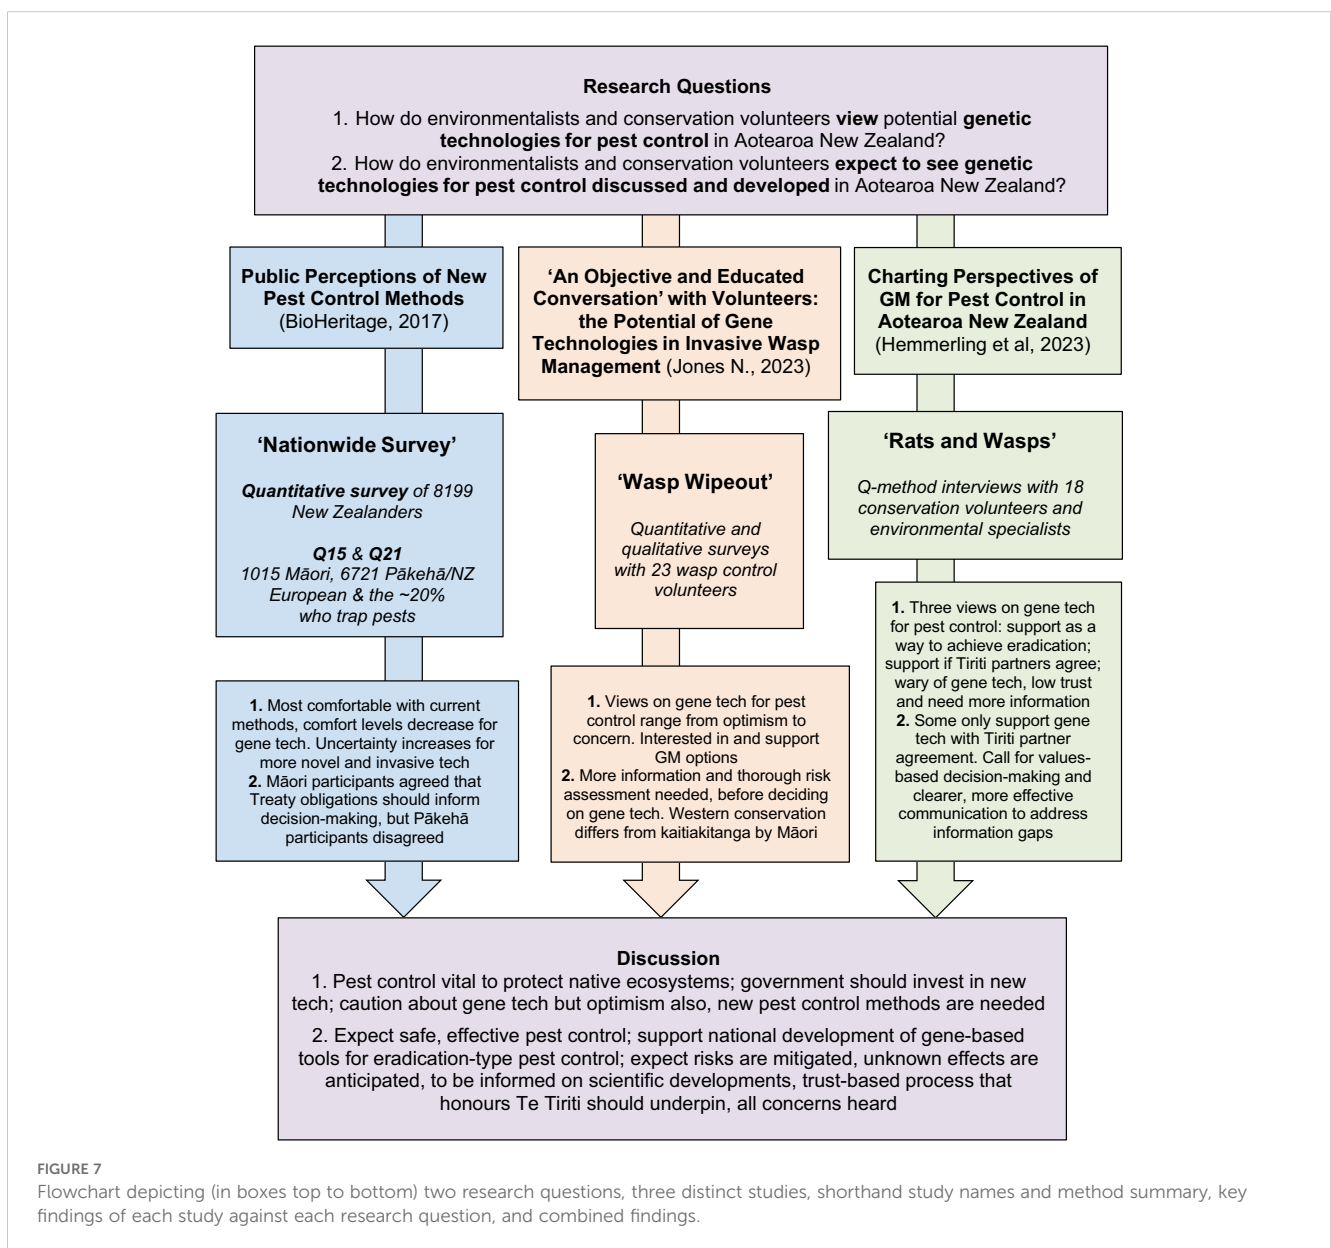 Research Questions
1. How do environmentalists and conservation volunteers view potential genetic
technologies for pest control in Aotearoa New Zealand?
2. How do environmentalists and conservation volunteers expect to see genetic
technologies for pest control discussed and developed in Aotearoa New Zealand?
Public Perceptions of New
Pest Control Methods
(BioHeritage, 2017)
'Nationwide Survey'
Quantitative survey of 8199
New Zealanders
Q15 & Q21
1015 Māori, 6721 Pākehā/NZ
European & the ~20%
who trap pests
1. Most comfortable with current
methods, comfort levels decrease for
gene tech. Uncertainty increases for
more novel and invasive tech
2. Māori participants agreed that
Treaty obligations should inform
decision-making, but Pākehā
participants disagreed
'An Objective and Educated
Conversation' with Volunteers:
the Potential of Gene
Technologies in Invasive Wasp
Management (Jones N., 2023)
'Wasp Wipeout'
Quantitative and
qualitative surveys
with 23 wasp control
volunteers
1. Views on gene tech for pest
control range from optimism to
concern. Interested in and support
GM options
2. More information and thorough risk
assessment needed, before deciding
on gene tech. Western conservation
differs from kaitiakitanga by Māori
Charting Perspectives of
GM for Pest Control in
Aotearoa New Zealand
(Hemmerling et al, 2023)
'Rats and Wasps'
Q-method interviews with 18
conservation volunteers and
environmental specialists
1. Three views on gene tech
for pest control: support as a
way to achieve eradication;
support if Tiriti partners agree;
wary of gene tech, low trust
and need more information
2. Some only support gene
tech with Tiriti partner
agreement. Call for values-
based decision-making and
clearer, more effective
communication to address
information gaps
Discussion
1. Pest control vital to protect native ecosystems; government should invest in new
tech; caution about gene tech but optimism also, new pest control methods are needed
2. Expect safe, effective pest control; support national development of gene-based
tools for eradication-type pest control; expect risks are mitigated, unknown effects are
anticipated, to be informed on scientific developments, trust-based process that
honours Te Tiriti should underpin, all concerns heard
FIGURE 7
Flowchart depicting (in boxes top to bottom) two research questions, three distinct studies, shorthand study names and method summary, key
findings of each study against each research question, and combined findings.